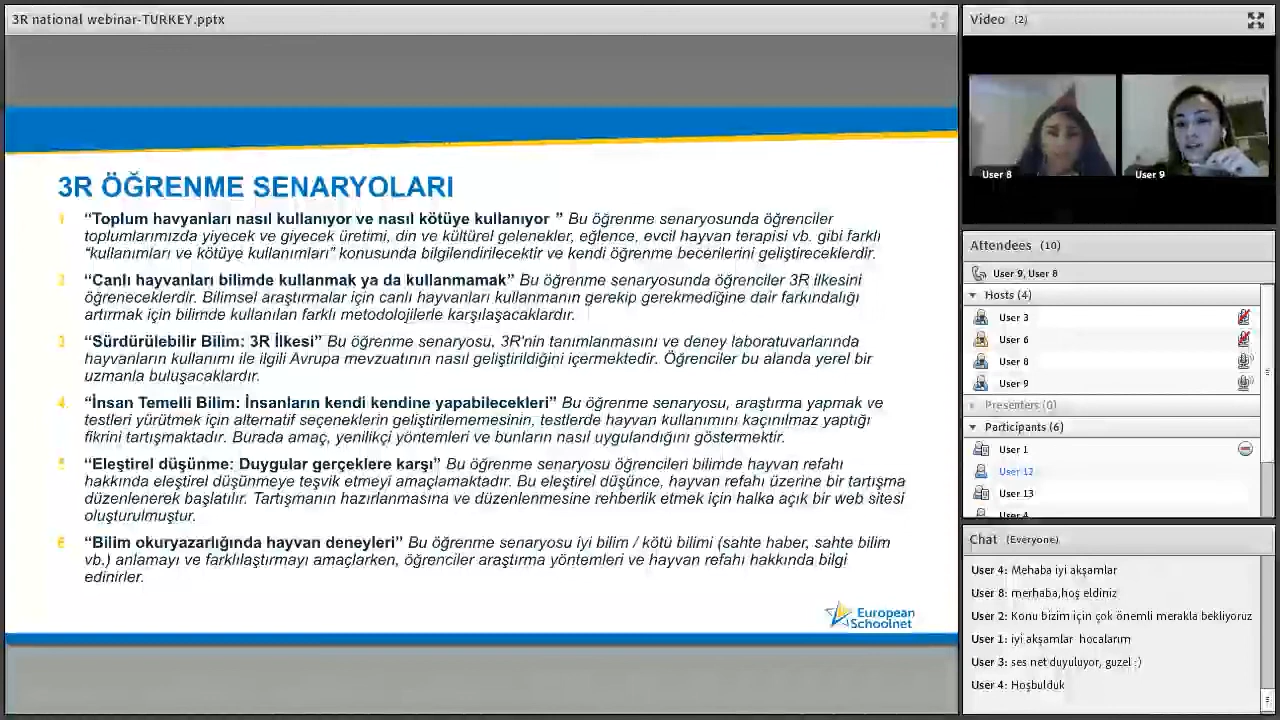 3R national webinar-TURKEY.pptx
3R ÖĞRENME SENARYOLARI
1 “Toplum havyanları nasıl kullanıyor ve nasıl kötüye kullanıyor ” Bu öğrenme senaryosunda öğrenciler
toplumlarımızda yiyecek ve giyecek üretimi, din ve kültürel gelenekler, eğlence, evcil hayvan terapisi vb. gibi farklı
“kullanımları ve kötüye kullanımları” konusunda bilgilendirilecektir ve kendi öğrenme becerilerini geliştireceklerdir.
2 “Canlı hayvanları bilimde kullanmak ya da kullanmamak” Bu öğrenme senaryosunda öğrenciler 3R ilkesini
öğreneceklerdir. Bilimsel araştırmalar için canlı hayvanları kullanmanın gerekip gerekmediğine dair farkındalığı
artırmak için bilimde kullanılan farklı metodolojilerle karşılaşacaklardır.
3 “Sürdürülebilir Bilim: 3R İlkesi” Bu öğrenme senaryosu, 3R'nin tanımlanmasını ve deney laboratuvarlarında
hayvanların kullanımı ile ilgili Avrupa mevzuatının nasıl geliştirildiğini içermektedir. Öğrenciler bu alanda yerel bir
uzmanla buluşacaklardır.
4. “İnsan Temelli Bilim: İnsanların kendi kendine yapabilecekleri” Bu öğrenme senaryosu, araştırma yapmak ve
testleri yürütmek için alternatif seçeneklerin geliştirilememesinin, testlerde hayvan kullanımını kaçınılmaz yaptığı
fikrini tartışmaktadır. Burada amaç, yenilikçi yöntemleri ve bunların nasıl uygulandığını göstermektir.
5 “Eleştirel düşünme: Duygular gerçeklere karşı” Bu öğrenme senaryosu öğrencileri bilimde hayvan refahı
hakkında eleştirel düşünmeye teşvik etmeyi amaçlamaktadır. Bu eleştirel düşünce, hayvan refahı üzerine bir tartışma
düzenlenerek başlatılır. Tartışmanın hazırlanmasına ve düzenlenmesine rehberlik etmek için halka açık bir web sitesi
oluşturulmuştur.
6 “Bilim okuryazarlığında hayvan deneyleri” Bu öğrenme senaryosu iyi bilim / kötü bilimi (sahte haber, sahte bilim
vb.) anlamayı ve farklılaştırmayı amaçlarken, öğrenciler araştırma yöntemleri ve hayvan refahı hakkında bilgi
edinirler.
European
Schoolnet
Video (2)
User 8
User 9
Attendees (10)
User 9, User 8
Hosts (4)
User 3
User 6
User 8
User 9
Presenters (0)
Participants (6)
User 1
User 12
User 13
User 4
Chat (Everyone)
User 4: Mehaba iyi akşamlar
User 8: merhaba,hoş eldiniz
User 2: Konu bizim için çok önemli merakla bekliyoruz
User 1: iyi akşamlar hocalarım
User 3: ses net duyuluyor, guzel :)
User 4: Hoşbulduk